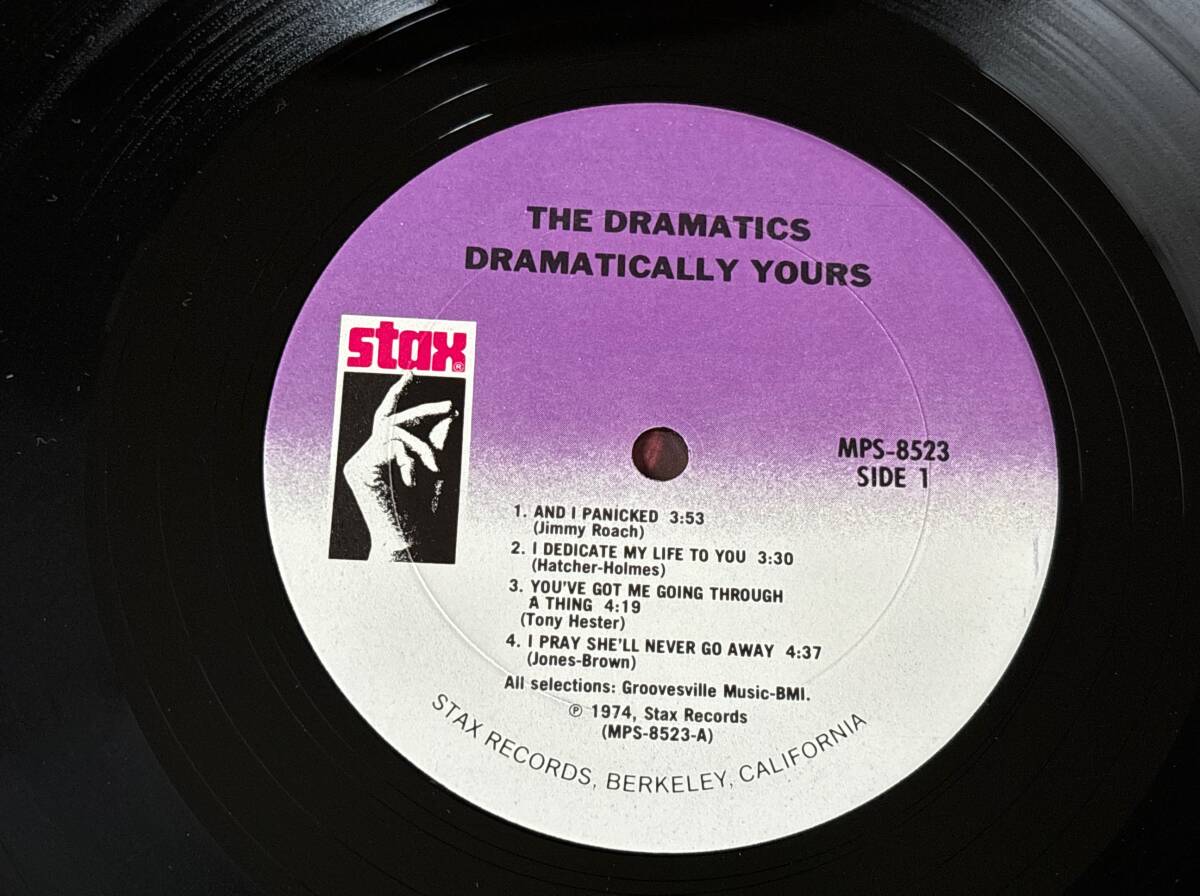 THE DRAMATICS
DRAMATICALLY YOURS
stax®
MPS-8523
SIDE 1
1. AND I PANICKED 3:53
(Jimmy Roach)
2. I DEDICATE MY LIFE TO YOU 3:30
(Hatcher-Holmes)
3. YOU'VE GOT ME GOING THROUGH
A THING 4:19
(Tony Hester)
4. I PRAY SHE'LL NEVER GO AWAY 4:37
(Jones-Brown)
All selections: Groovesville Music-BMI.
℗ 1974, Stax Records
(MPS-8523-A)
STAX RECORDS, BERKELEY, CALIFORNIA